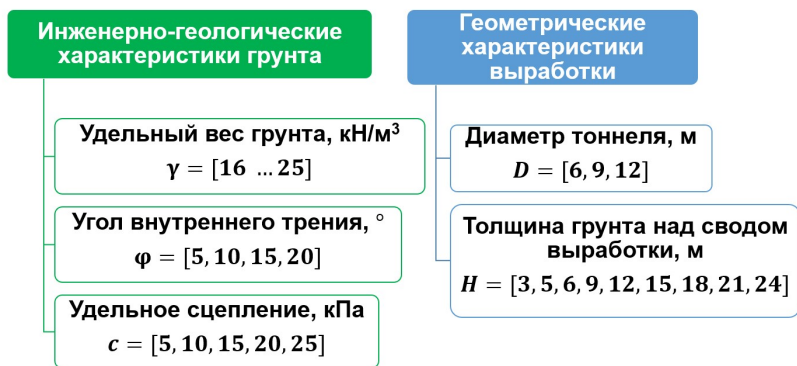 Инженерно-геологические
характеристики грунта
Удельный вес грунта, кН/м³
γ = [16 … 25]
Угол внутреннего трения, °
φ = [5, 10, 15, 20]
Удельное сцепление, кПа
c = [5, 10, 15, 20, 25]
Геометрические
характеристики
выработки
Диаметр тоннеля, м
D = [6, 9, 12]
Толщина грунта над сводом
выработки, м
H = [3, 5, 6, 9, 12, 15, 18, 21, 24]